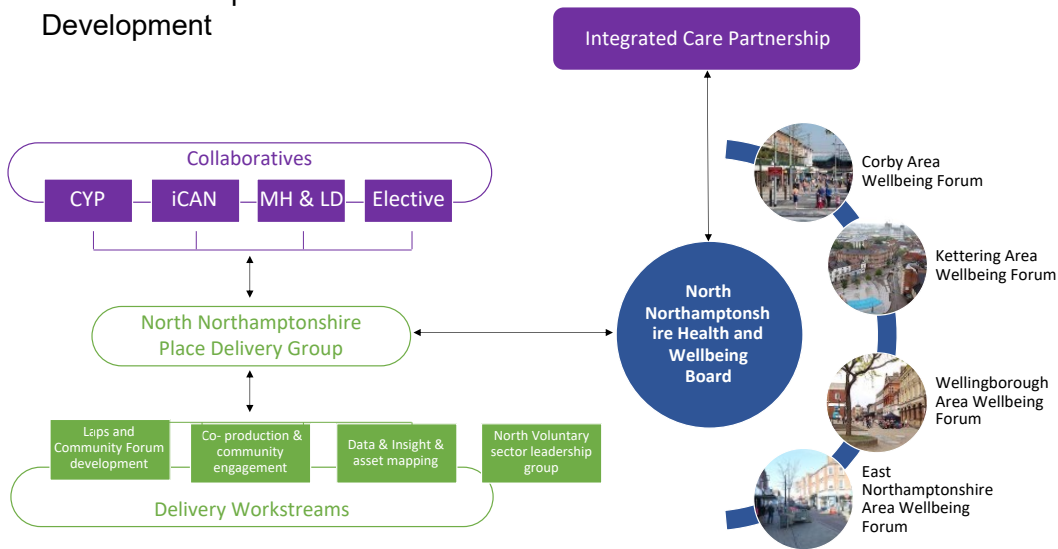 Development
Integrated Care Partnership
Collaboratives
CYP
iCAN
MH & LD
Elective
North Northamptonshire
Place Delivery Group
Laps and
Community Forum
development
Co- production &
community
engagement
Data & Insight &
asset mapping
North Voluntary
sector leadership
group
Delivery Workstreams
North
Northamptonsh
ire Health and
Wellbeing
Board
Corby Area
Wellbeing Forum
Kettering Area
Wellbeing Forum
Wellingborough
Area Wellbeing
Forum
East
Northamptonshire
Area Wellbeing
Forum